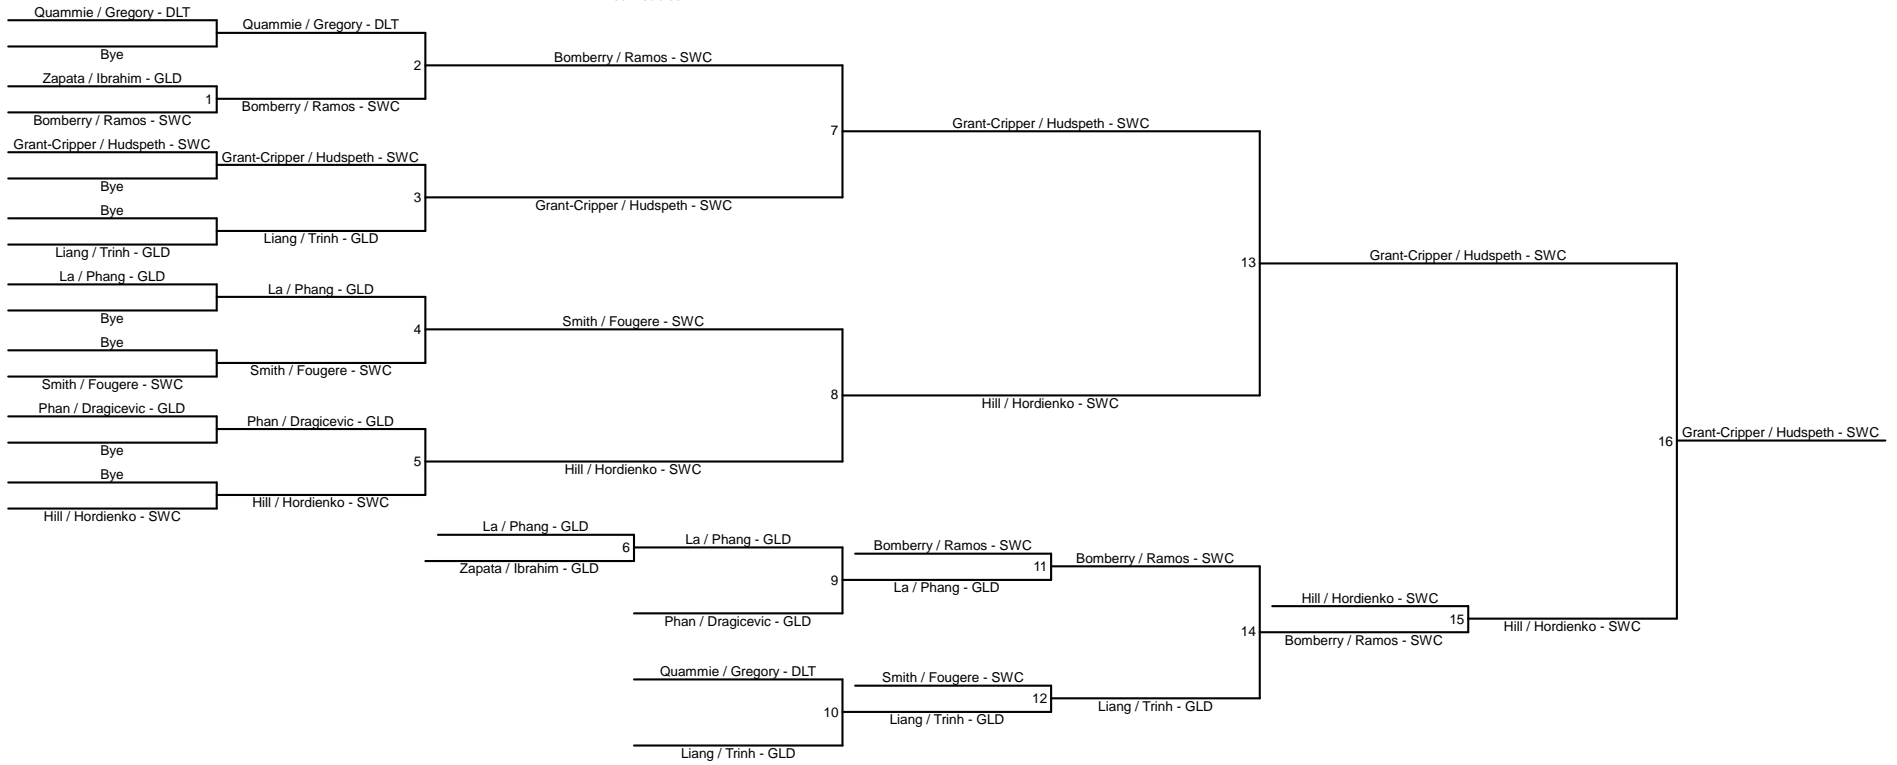 Quammie / Gregory - DLT
Bye
Zapata / Ibrahim - GLD
1
Bomberry / Ramos - SWC
Grant-Cripper / Hudspeth - SWC
Bye
Bye
Liang / Trinh - GLD
La / Phang - GLD
Bye
Bye
Smith / Fougere - SWC
Phan / Dragicevic - GLD
Bye
Bye
Hill / Hordienko - SWC
Quammie / Gregory - DLT
2
Bomberry / Ramos - SWC
Grant-Cripper / Hudspeth - SWC
3
Liang / Trinh - GLD
La / Phang - GLD
4
Smith / Fougere - SWC
Phan / Dragicevic - GLD
5
Hill / Hordienko - SWC
Bomberry / Ramos - SWC
7
Grant-Cripper / Hudspeth - SWC
Smith / Fougere - SWC
8
Hill / Hordienko - SWC
Grant-Cripper / Hudspeth - SWC
13
Hill / Hordienko - SWC
Grant-Cripper / Hudspeth - SWC
16
Grant-Cripper / Hudspeth - SWC
La / Phang - GLD
6
Zapata / Ibrahim - GLD
La / Phang - GLD
9
Phan / Dragicevic - GLD
Quammie / Gregory - DLT
10
Liang / Trinh - GLD
Bomberry / Ramos - SWC
11
La / Phang - GLD
Smith / Fougere - SWC
12
Liang / Trinh - GLD
Bomberry / Ramos - SWC
14
Liang / Trinh - GLD
Hill / Hordienko - SWC
15
Bomberry / Ramos - SWC
Hill / Hordienko - SWC